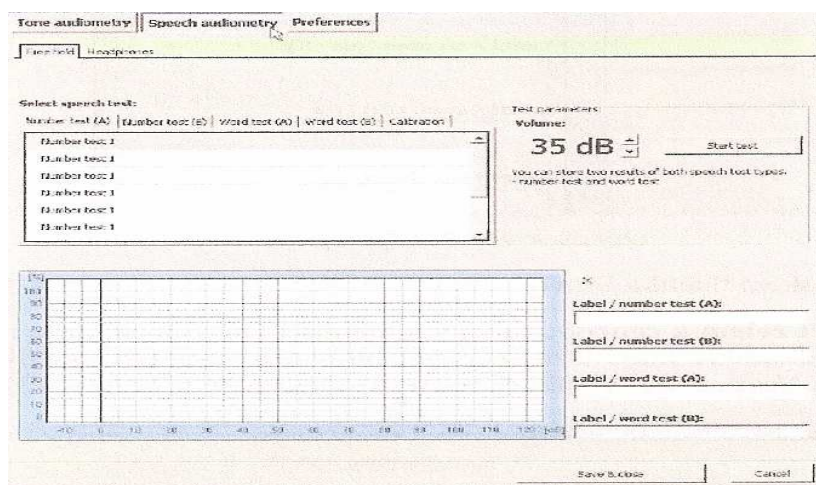 Tone audiometry Speech audiometry Preferences
Free field Headphones
Select speech test:
Number test (A) Number test (B) Word test (A) Word test (B) Calibration
Number test 1
Number test 1
Number test 1
Number test 1
Number test 1
Number test 1
Test parameters:
Volume:
35 dB Start test
You can store two results of both speech test types.
- number test and word test
[%]
100
90
80
70
60
50
40
30
20
10
0
-10 0 10 20 30 40 50 60 70 80 90 100 110 120 [dB]
Label / number test (A):
Label / number test (B):
Label / word test (A):
Label / word test (B):
Save & close Cancel